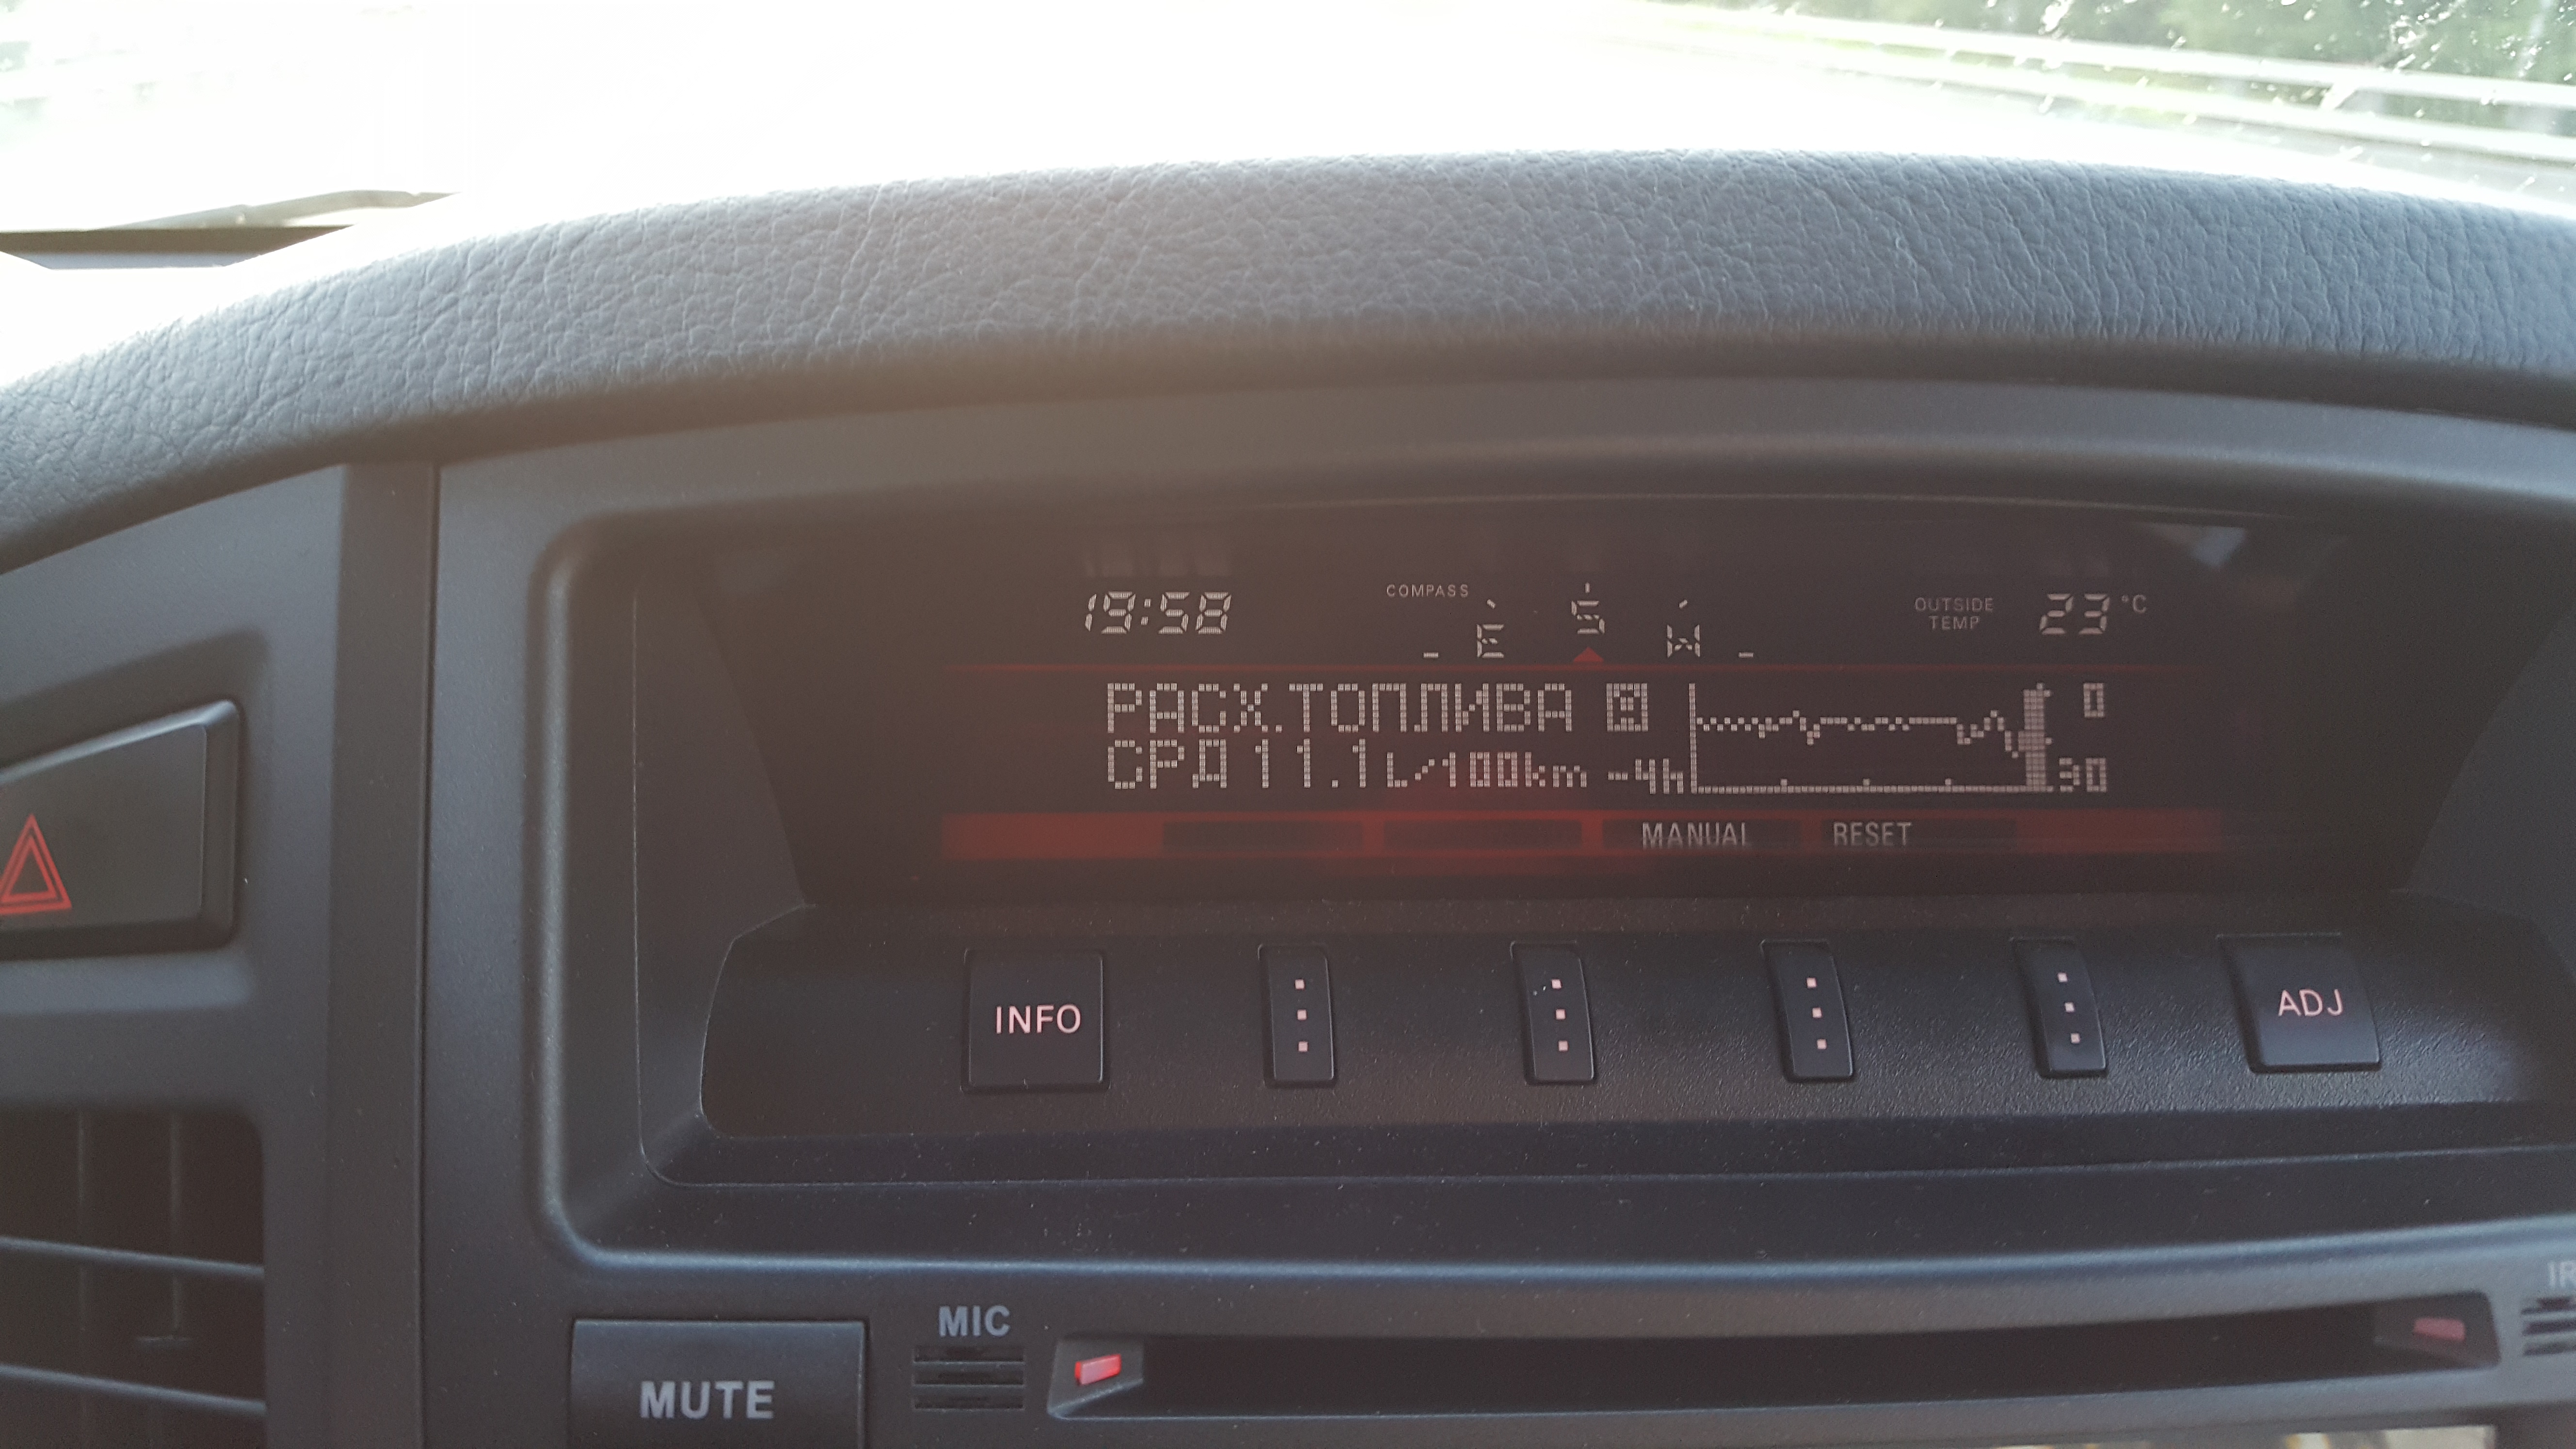 19:58 COMPASS E S W OUTSIDE TEMP 23 °C
РАСХ.ТОПЛИВА 0
СРД 11.1 L/100km -4h 30
MANUAL RESET
INFO ADJ
MIC
MUTE